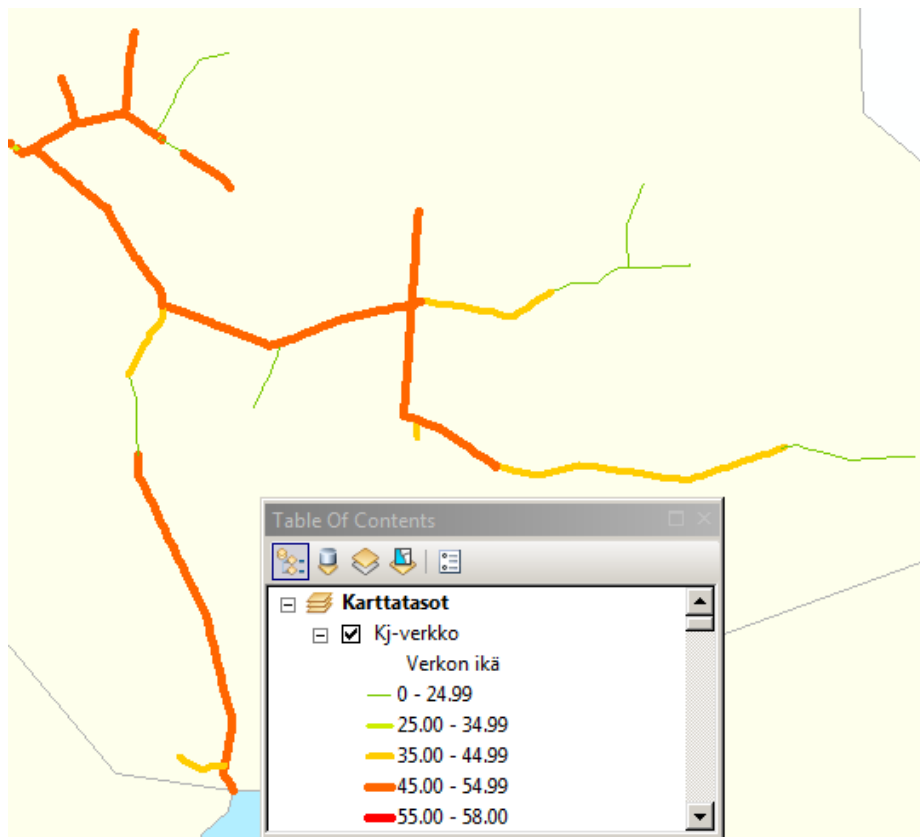 Table Of Contents
Karttatasot
Kj-verkko
Verkon ikä
0 - 24.99
25.00 - 34.99
35.00 - 44.99
45.00 - 54.99
55.00 - 58.00